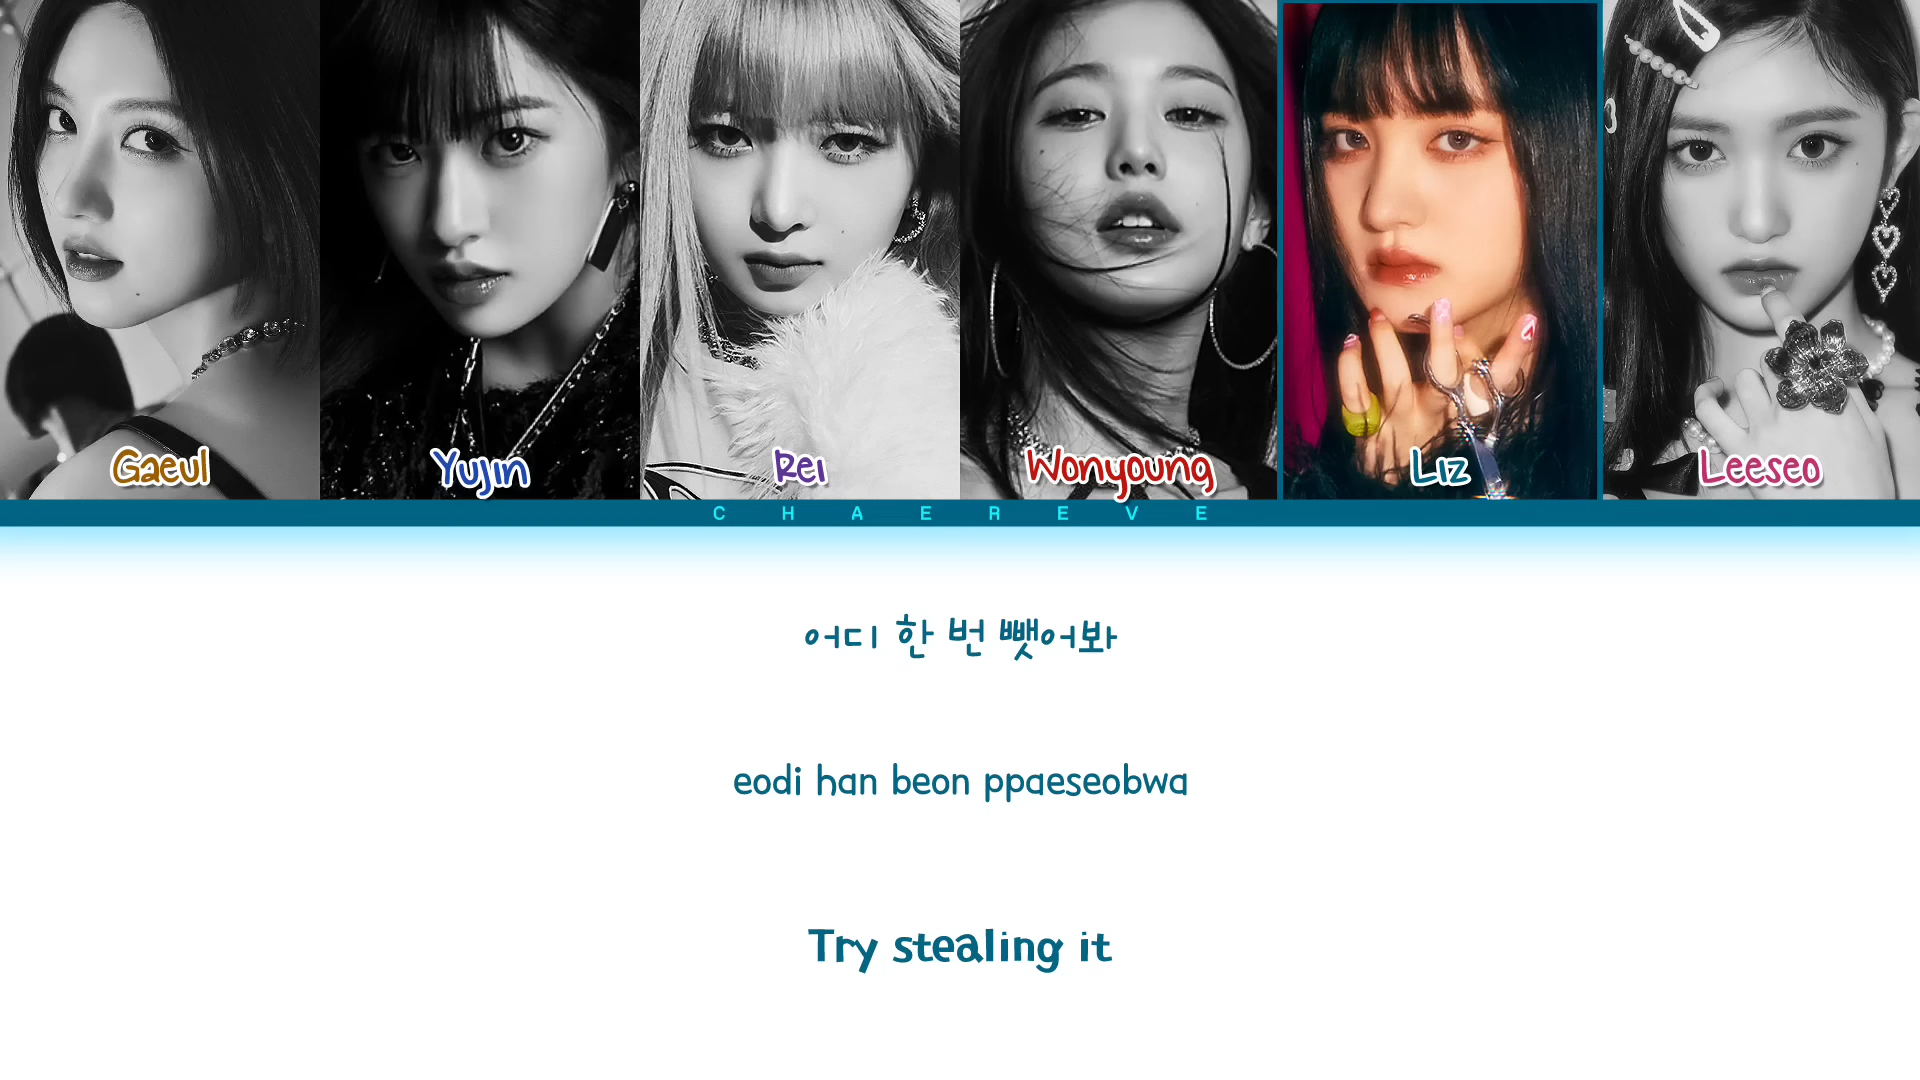 Gaeul
Yujin
Rei
Wonyoung
Liz
Leeseo
CHAEREVE
어디 한 번 뺏어봐
eodi han beon ppaeseobwa
Try stealing it